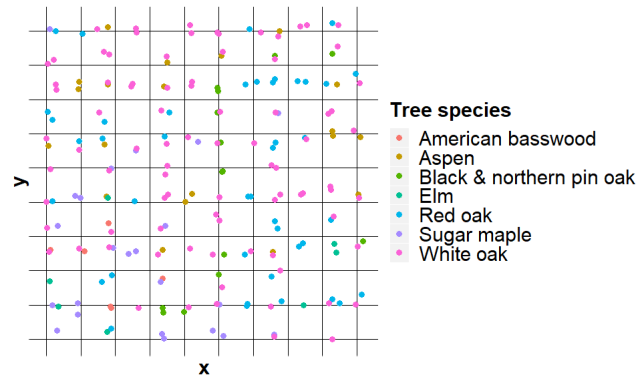 y
x
Tree species
American basswood
Aspen
Black & northern pin oak
Elm
Red oak
Sugar maple
White oak